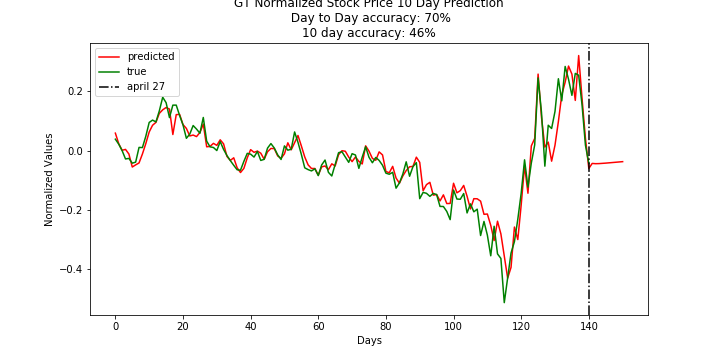 GT Normalized Stock Price 10 Day Prediction
Day to Day accuracy: 70%
10 day accuracy: 46%
predicted
true
april 27
Normalized Values
0.2
0.0
−0.2
−0.4
0 20 40 60 80 100 120 140
Days